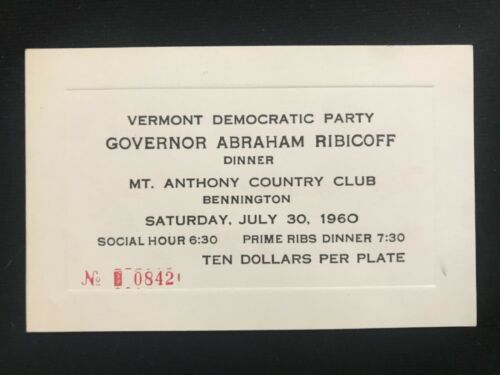 VERMONT DEMOCRATIC PARTY
GOVERNOR ABRAHAM RIBICOFF
DINNER
MT. ANTHONY COUNTRY CLUB
BENNINGTON
SATURDAY, JULY 30, 1960
SOCIAL HOUR 6:30 PRIME RIBS DINNER 7:30
TEN DOLLARS PER PLATE
№ 0842